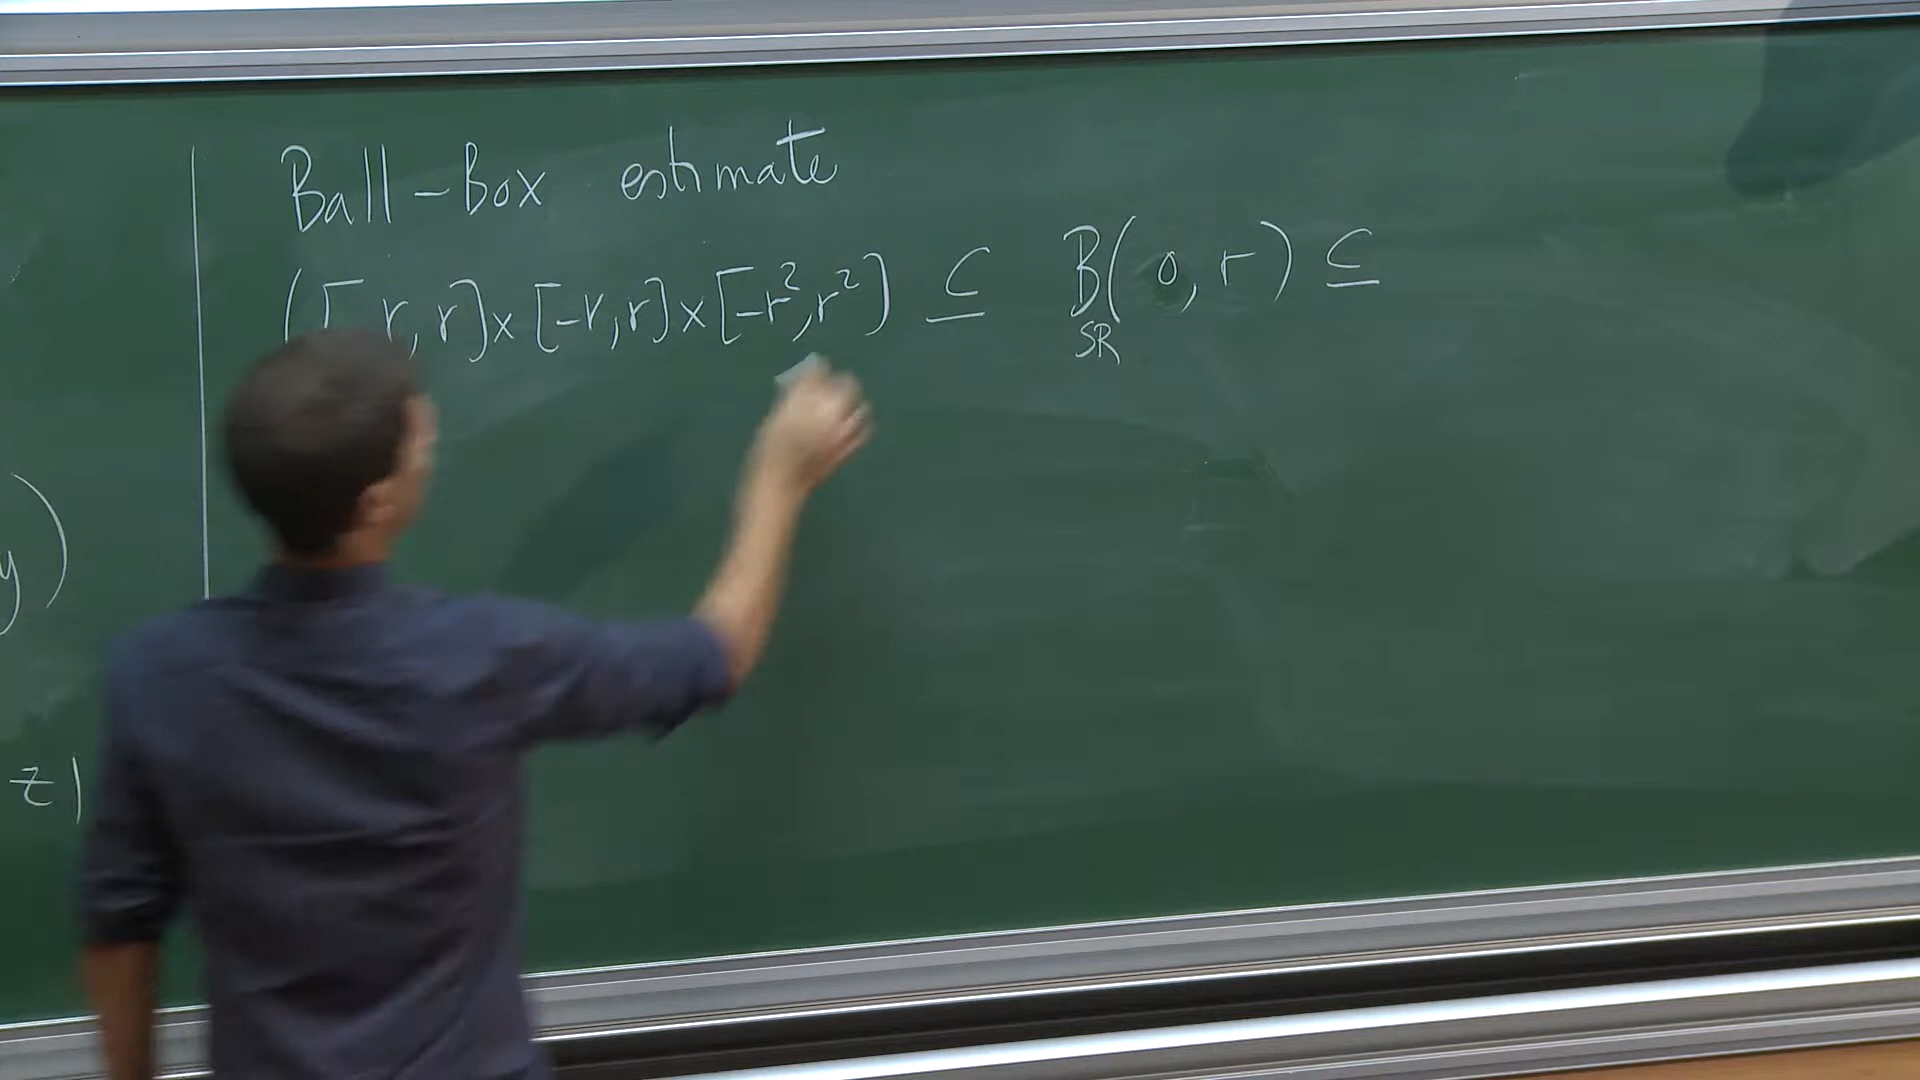 Ball-Box estimate
([-r, r]x[-r,r]x[-r²,r²]) ⊆ B_SR(0, r) ⊆
y)
z|